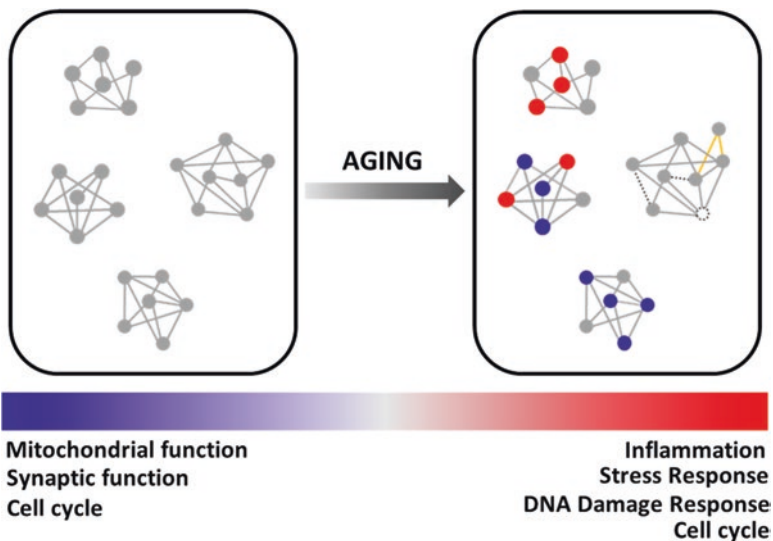 AGING
Mitochondrial function
Synaptic function
Cell cycle
Inflammation
Stress Response
DNA Damage Response
Cell cycle